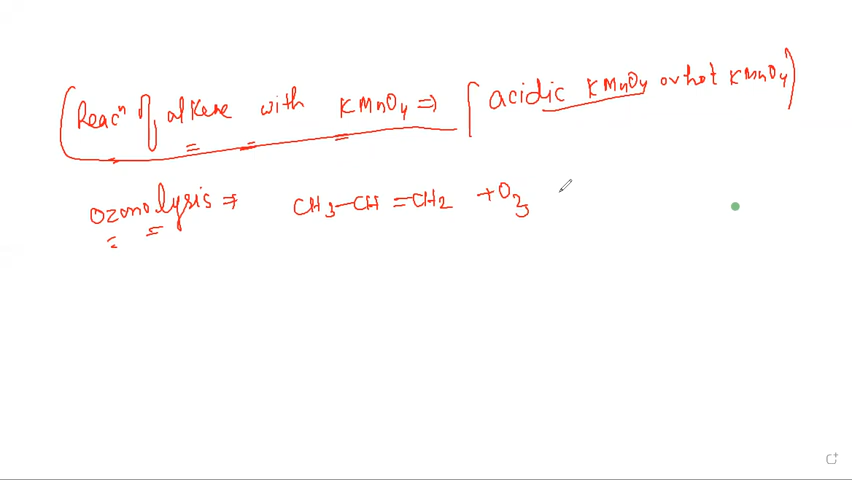 (Reacⁿ of alkene with KMnO4 ⇒ [acidic KMnO4 or hot KMnO4)
Ozonolysis ⇒ CH3-CH=CH2 + O3